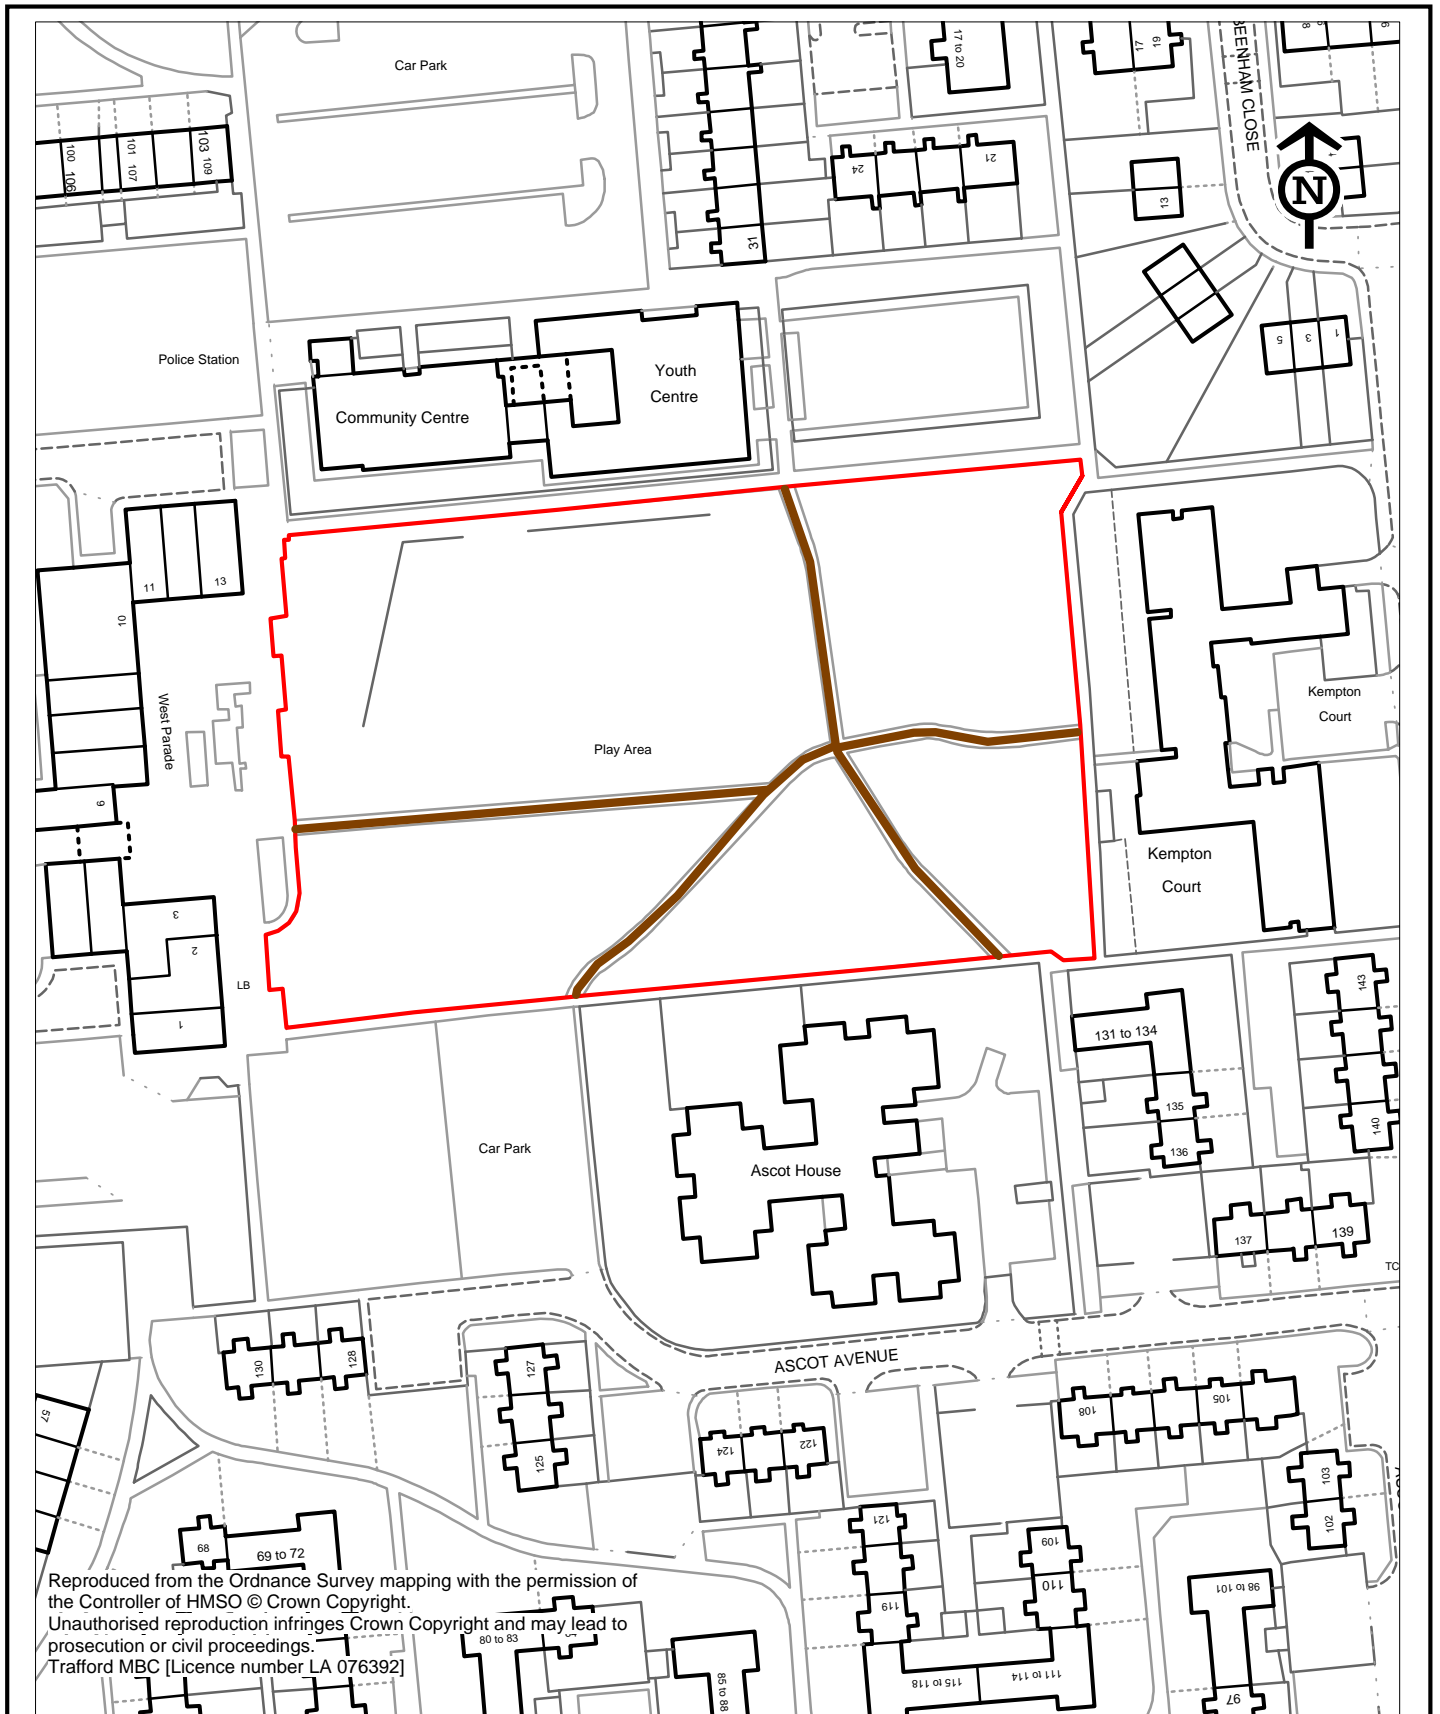 Car Park
17 to 20
17
19
BEENHAM CLOSE
8
6
100
106
101
107
103
109
31
24
21
13
N
1
5
3
1
Police Station
Community Centre
Youth
Centre
11
13
10
West Parade
Play Area
Kempton
Court
9
Kempton
Court
3
2
1
LB
131 to 134
135
136
143
140
Car Park
Ascot House
137
139
TC
130
128
127
125
ASCOT AVENUE
124
122
108
105
103
102
57
68
69 to 72
121
119
109
110
98 to 101
Reproduced from the Ordnance Survey mapping with the permission of
the Controller of HMSO © Crown Copyright.
Unauthorised reproduction infringes Crown Copyright and may lead to
prosecution or civil proceedings.
Trafford MBC [Licence number LA 076392]
80 to 83
85 to 88
115 to 118
111 to 114
97